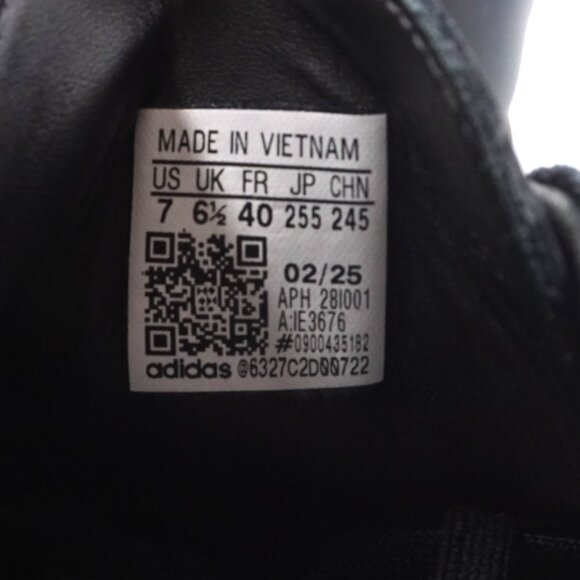 MADE IN VIETNAM
US UK FR JP CHN
7 6½ 40 255 245
02/25
APH 28I001
A:IE3676
#0900435182
adidas @6327C2D00722